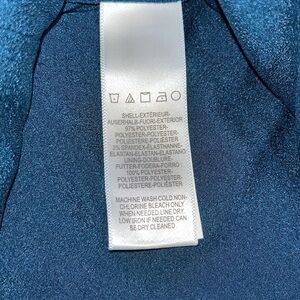 SHELL-EXTÉRIEUR-
AUSSERHALB-FUORI-EXTERIOR
97% POLYESTER-
POLYESTER-POLYESTER-
POLIESTERE-POLIÉSTER
3% SPANDEX-ÉLASTHANNE-
ELASTAN-ELASTAN-ELASTANO
LINING-DOUBLURE-
FUTTER-FODERA-FORRO
100% POLYESTER-
POLYESTER-POLYESTER-
POLIESTERE-POLIÉSTER
MACHINE WASH COLD.NON-
CHLORINE BLEACH ONLY
WHEN NEEDED.LINE DRY.
LOW IRON IF NEEDED.CAN
BE DRY CLEANED